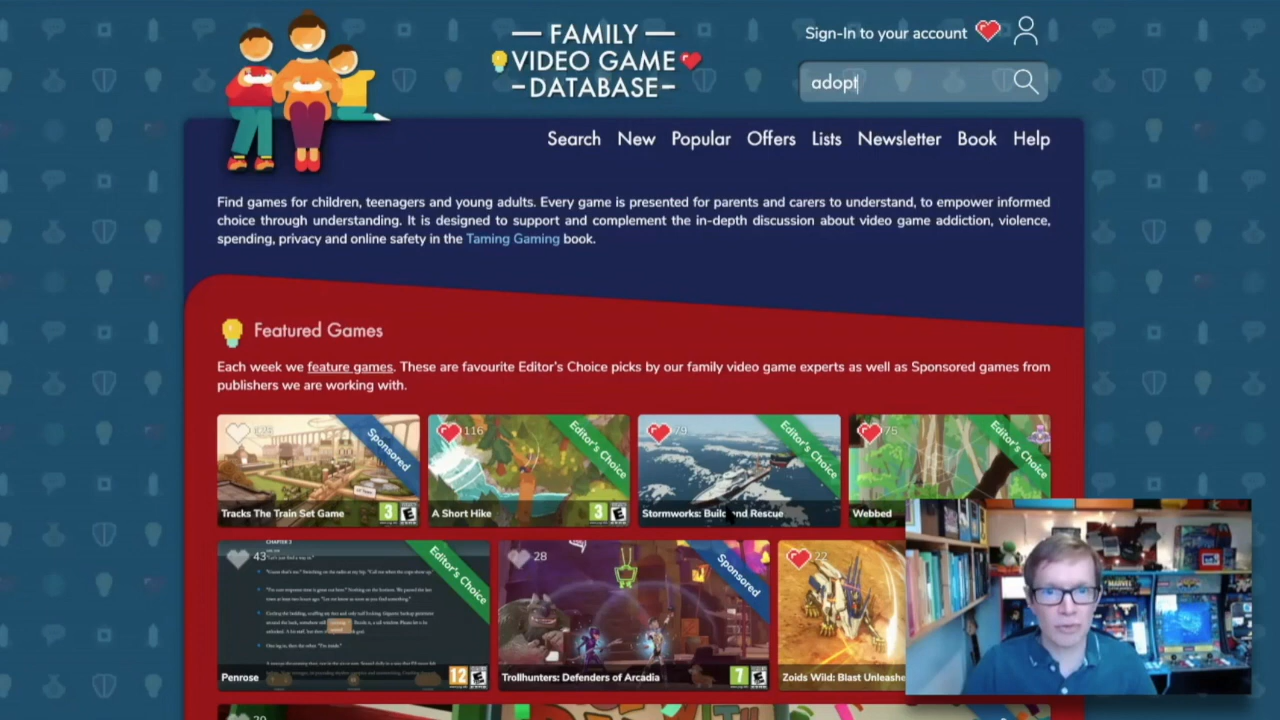 FAMILY
VIDEO GAME
DATABASE
Sign-In to your account
adopt
Search New Popular Offers Lists Newsletter Book Help
Find games for children, teenagers and young adults. Every game is presented for parents and carers to understand, to empower informed
choice through understanding. It is designed to support and complement the in-depth discussion about video game addiction, violence,
spending, privacy and online safety in the Taming Gaming book.
Featured Games
Each week we feature games. These are favourite Editor's Choice picks by our family video game experts as well as Sponsored games from
publishers we are working with.
Sponsored
Tracks The Train Set Game
3
E
116
Editor's Choice
A Short Hike
3
E
79
Editor's Choice
Stormworks: Build and Rescue
75
Editor's Choice
Webbed
43
Editor's Choice
CHAPTER 3
Penrose
12
E
28
Sponsored
Trollhunters: Defenders of Arcadia
7
E
22
Zoids Wild: Blast Unleashe
MARVEL